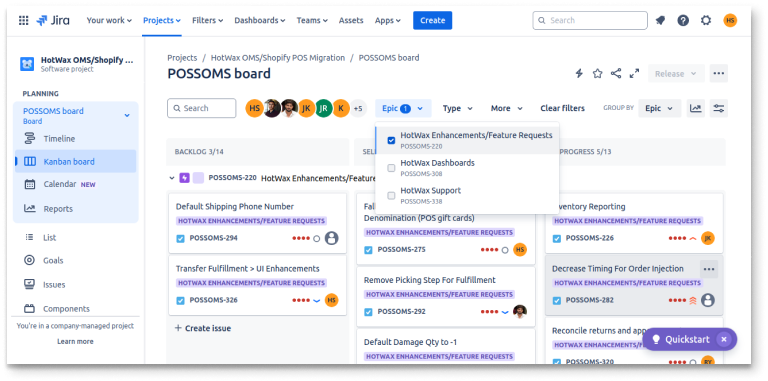 Jira Your work Projects Filters Dashboards Teams Assets Apps Create Search HS
HotWax OMS/Shopify ...
Software project
PLANNING
POSSOMS board
Board
Timeline
Kanban board
Calendar NEW
Reports
List
Goals
Issues
Components
You're in a company-managed project
Learn more
Projects / HotWax OMS/Shopify POS Migration / POSSOMS board
POSSOMS board
Release
Search HS JK JR K +5 Epic 1 Type More Clear filters GROUP BY Epic
HotWax Enhancements/Feature Requests
POSSOMS-220
HotWax Dashboards
POSSOMS-308
HotWax Support
POSSOMS-338
BACKLOG 3/14 SEL PROGRESS 5/13
POSSOMS-220 HotWax Enhancements/Feature
Default Shipping Phone Number
HOTWAX ENHANCEMENTS/FEATURE REQUESTS
POSSOMS-294
Transfer Fulfillment > UI Enhancements
HOTWAX ENHANCEMENTS/FEATURE REQUESTS
POSSOMS-326 HS
+ Create issue
Denomination (POS gift cards)
HOTWAX ENHANCEMENTS/FEATURE REQUESTS
POSSOMS-275 HS
Remove Picking Step For Fulfillment
HOTWAX ENHANCEMENTS/FEATURE REQUESTS
POSSOMS-292
Default Damage Qty to -1
HOTWAX ENHANCEMENTS/FEATURE REQUESTS
ventory Reporting
HOTWAX ENHANCEMENTS/FEATURE REQUESTS
POSSOMS-226 JK
Decrease Timing For Order Injection
HOTWAX ENHANCEMENTS/FEATURE REQUESTS
POSSOMS-282
Reconcile returns and app
HOTWAX ENHANCEMENTS/FEATURE
POSSOMS-320
Quickstart